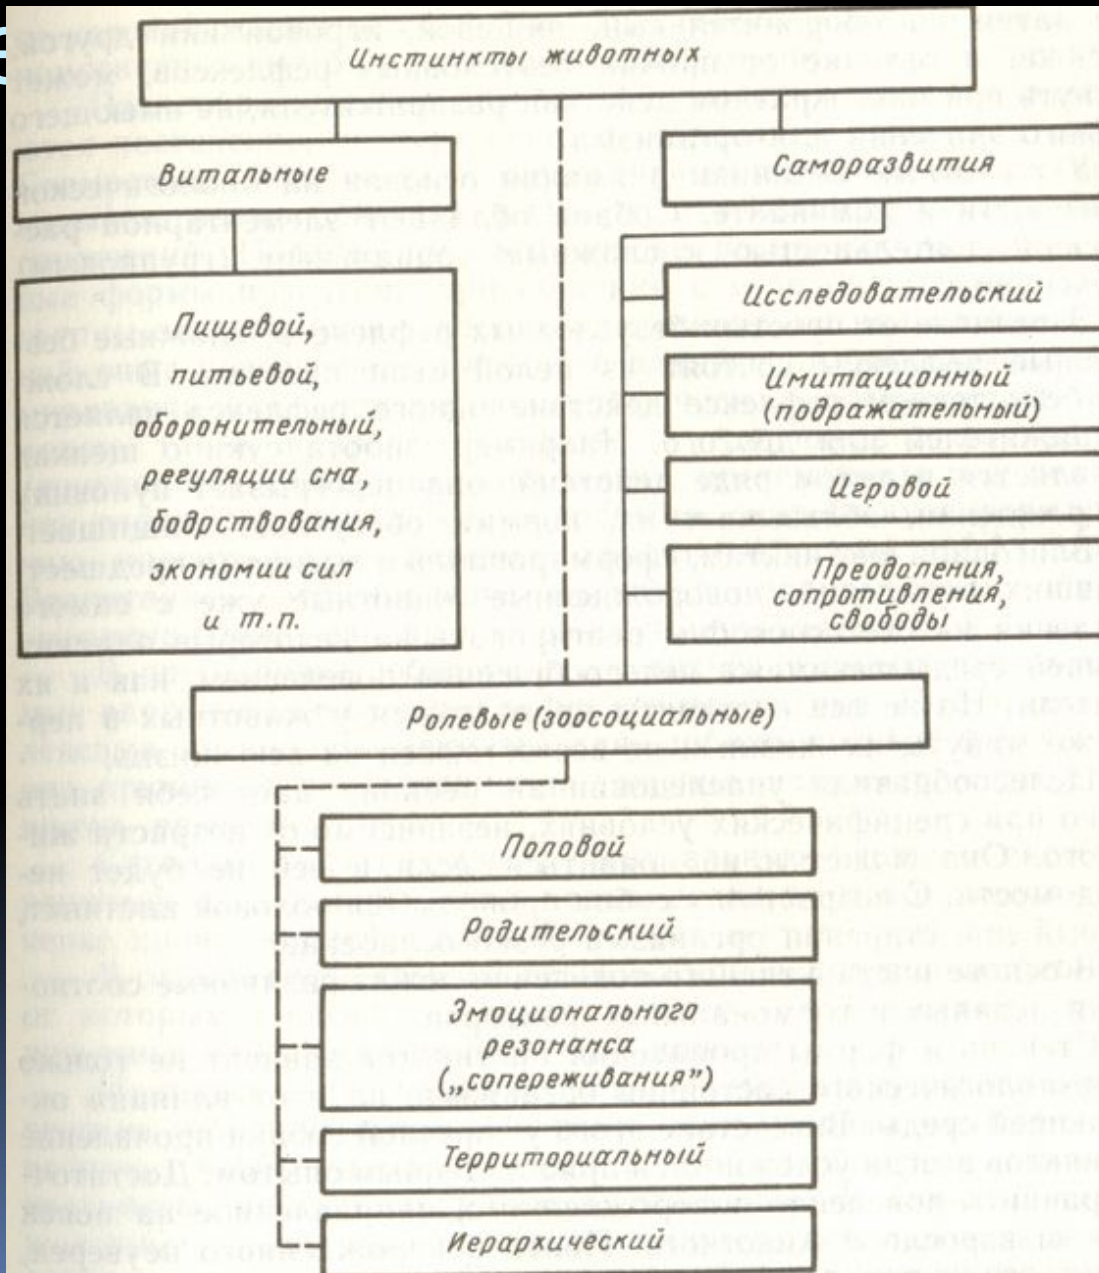 Инстинкты животных
Витальные
Саморазвития
Пищевой,
питьевой,
оборонительный,
регуляции сна,
бодрствования,
экономии сил
и т.п.
Исследовательский
Имитационный
(подражательный)
Игровой
Преодоления,
сопротивления,
свободы
Ролевые (зоосоциальные)
Половой
Родительский
Эмоционального
резонанса
(„сопереживания”)
Территориальный
Иерархический